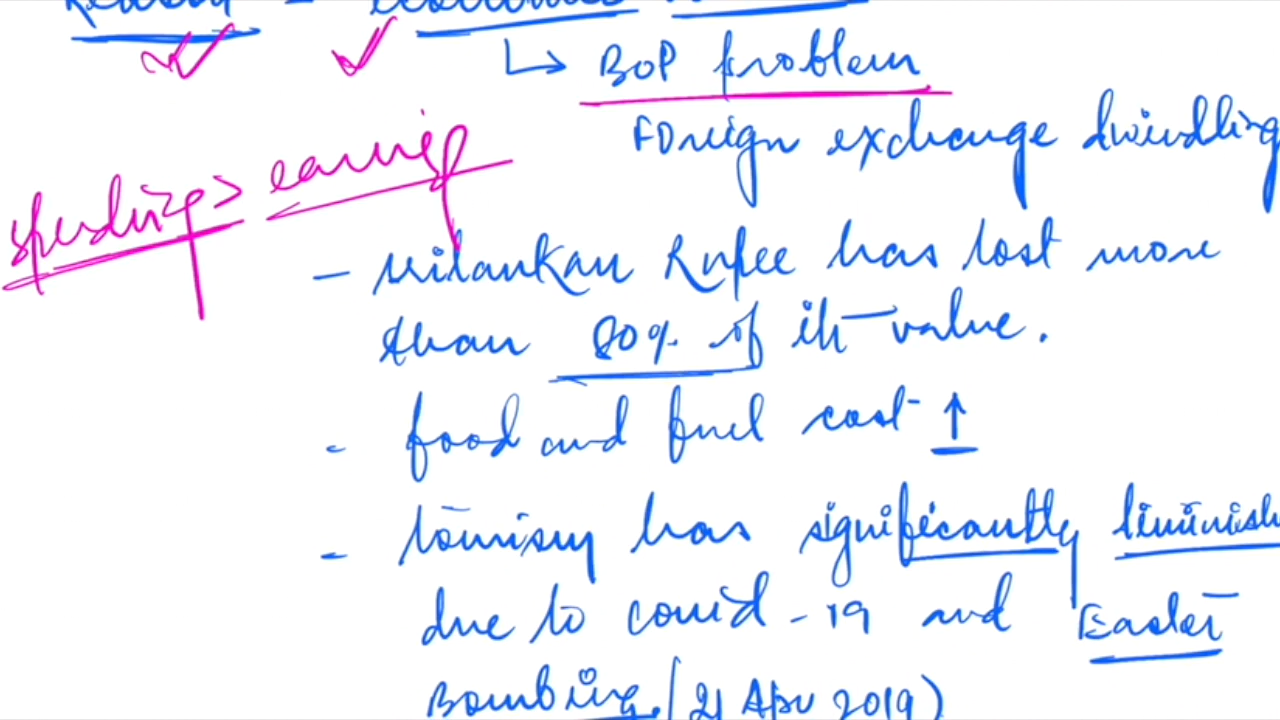 Reason -
↳ BOP problem
Foreign exchange dwindling
spending > earning
- Srilankan Rupee has lost more
than 80% of its value.
- food and fuel cost ↑
- tourism has significantly diminish
due to covid-19 and Easter
Bombing (21 Apr 2019)